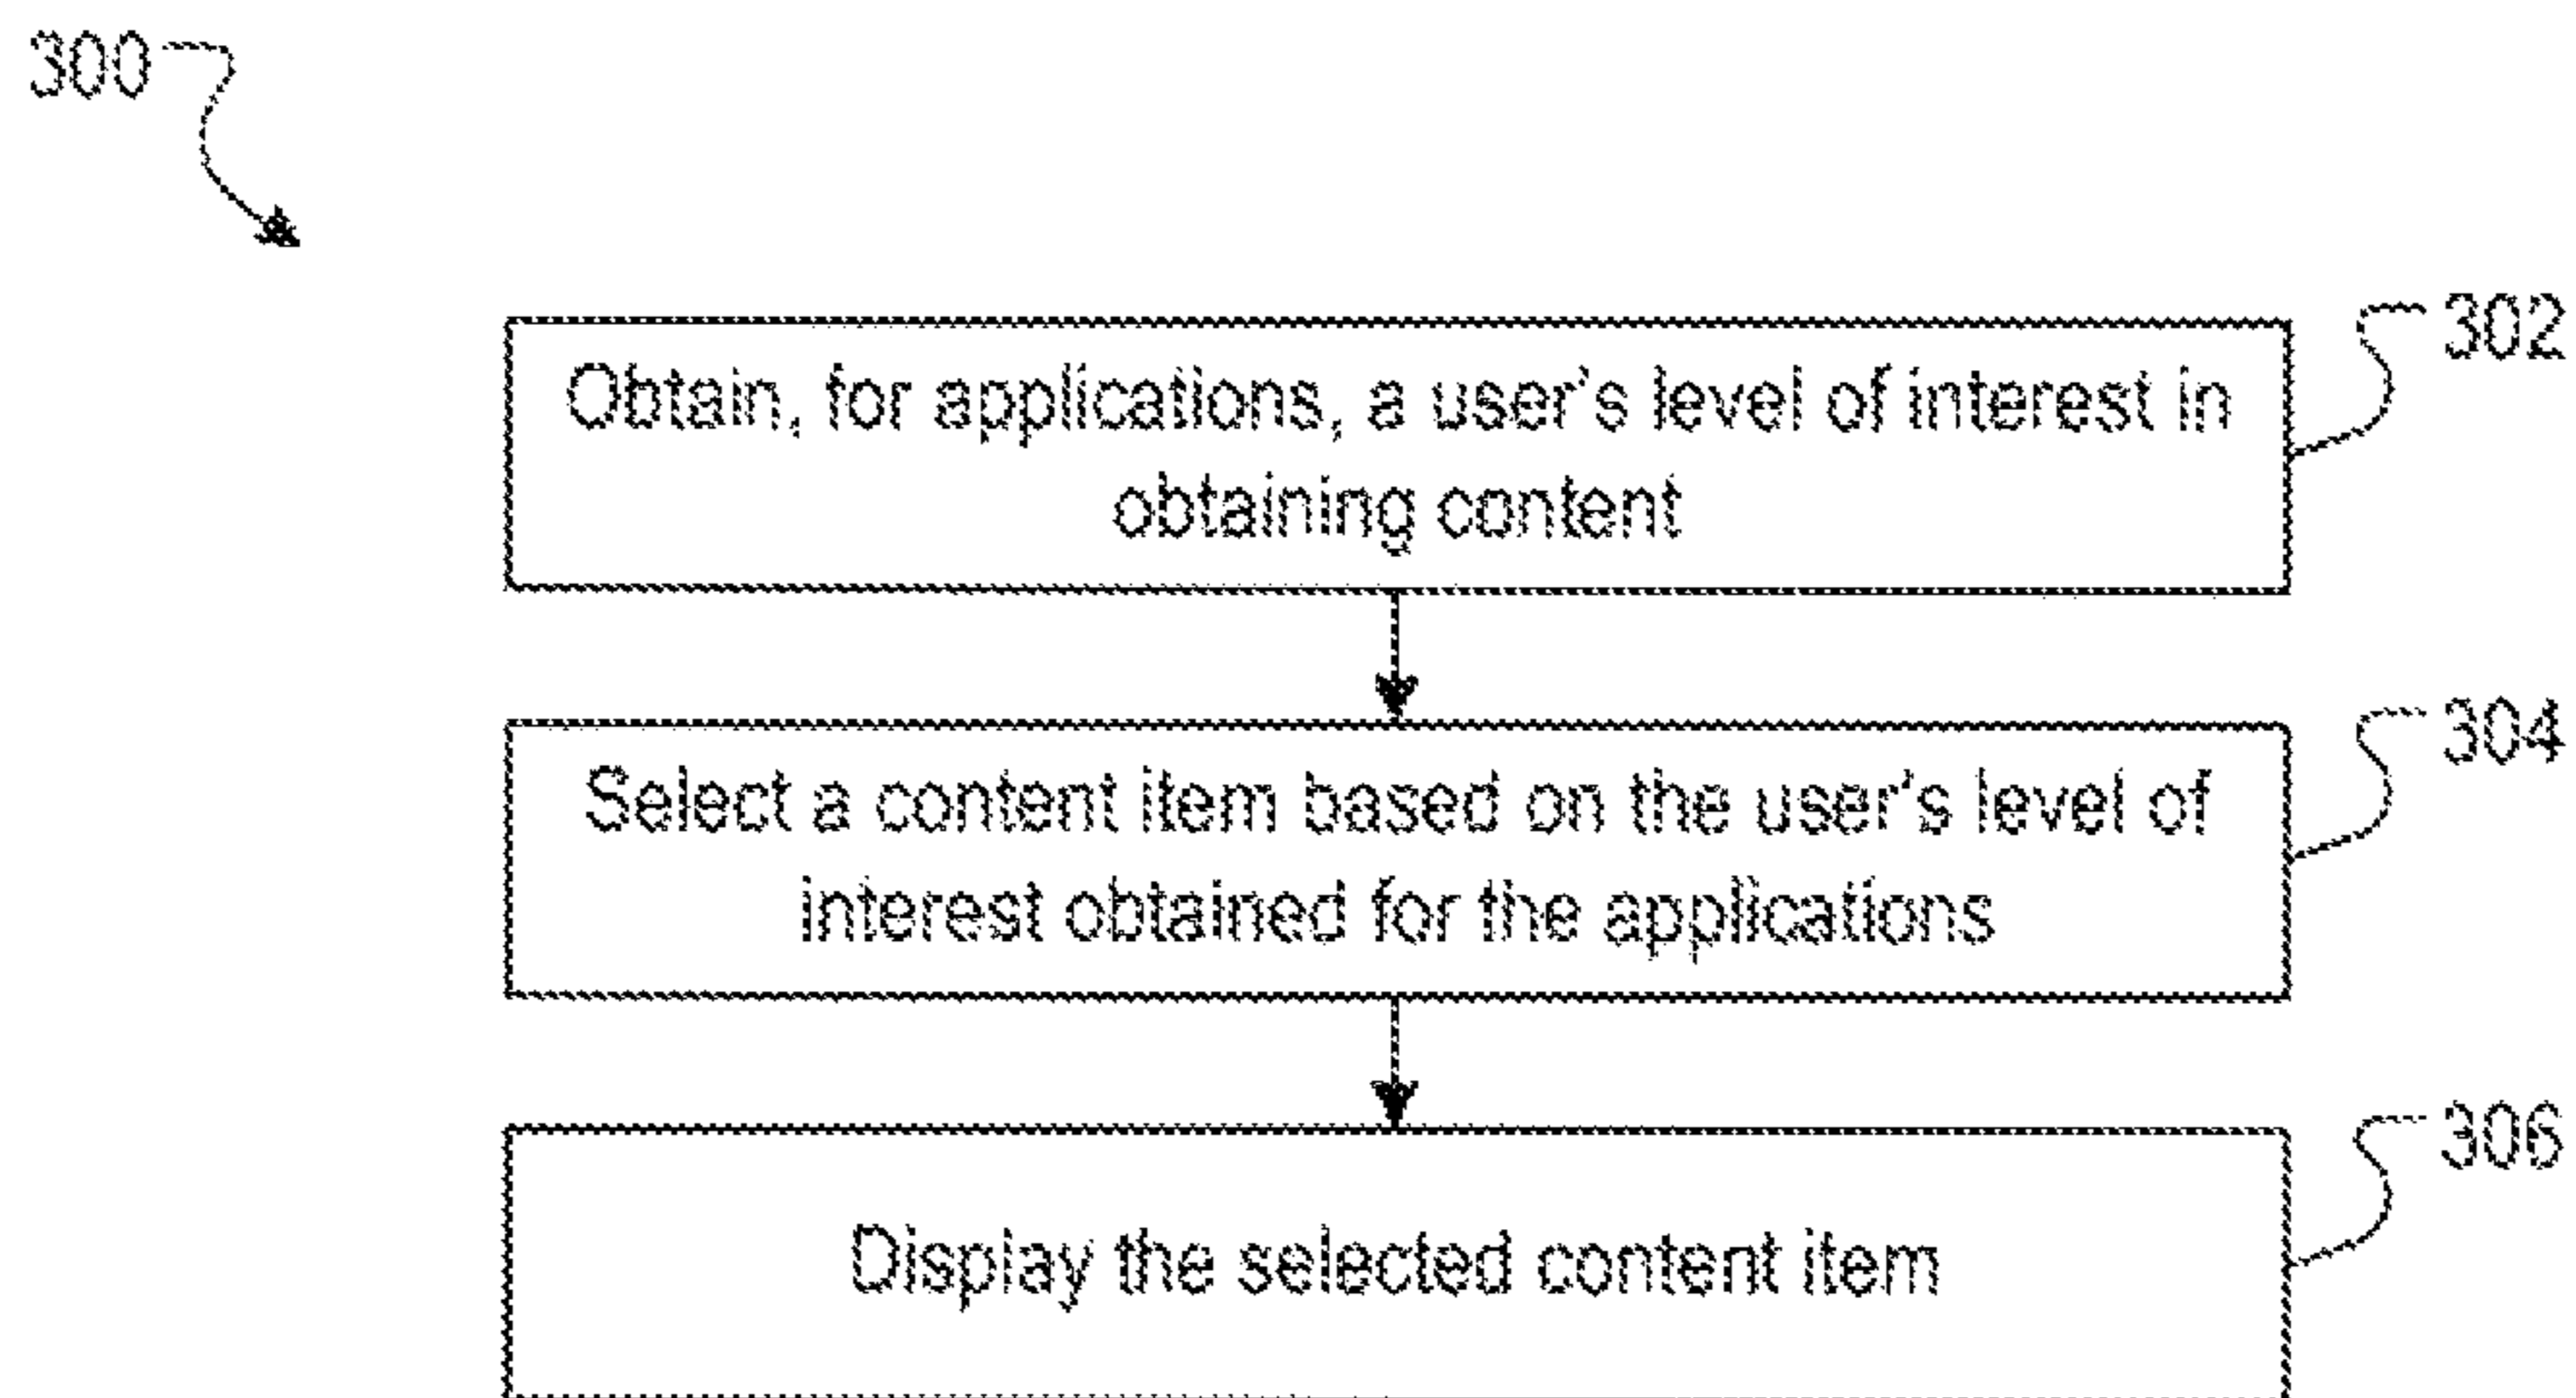 300
302
Obtain, for applications, a user's level of interest in
obtaining content
304
Select a content item based on the user's level of
interest obtained for the applications
306
Display the selected content item